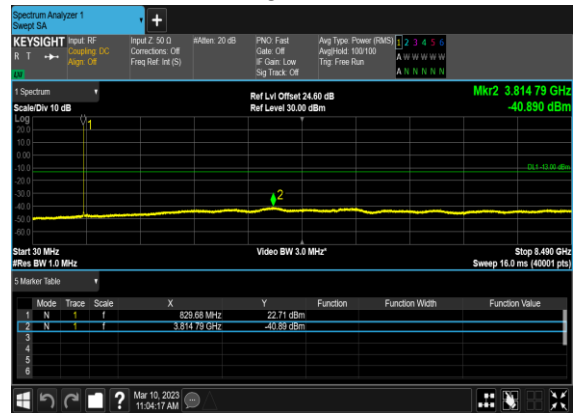 Spectrum Analyzer 1
Swept SA
+
KEYSIGHT Input: RF Input Z: 50 Ω #Atten: 20 dB PNO: Fast Avg Type: Power (RMS) 1 2 3 4 5 6
R T Coupling: DC Corrections: Off Gate: Off Avg|Hold: 100/100 A W W W W W
Align: Off Freq Ref: Int (S) IF Gain: Low Trig: Free Run
LXI Sig Track: Off A N N N N N
1 Spectrum Ref Lvl Offset 24.60 dB Mkr2 3.814 79 GHz
Scale/Div 10 dB Ref Level 30.00 dBm -40.890 dBm
Log
1
20.0
10.0
0.00
-10.0 DL1 -13.00 dBm
-20.0
-30.0
-40.0 2
-50.0
-60.0
Start 30 MHz Video BW 3.0 MHz* Stop 8.490 GHz
#Res BW 1.0 MHz Sweep 16.0 ms (40001 pts)
5 Marker Table
Mode Trace Scale X Y Function Function Width Function Value
1 N 1 f 829.68 MHz 22.71 dBm
2 N 1 f 3.814 79 GHz -40.89 dBm
3
4
5
6
? Mar 10, 2023
11:04:17 AM